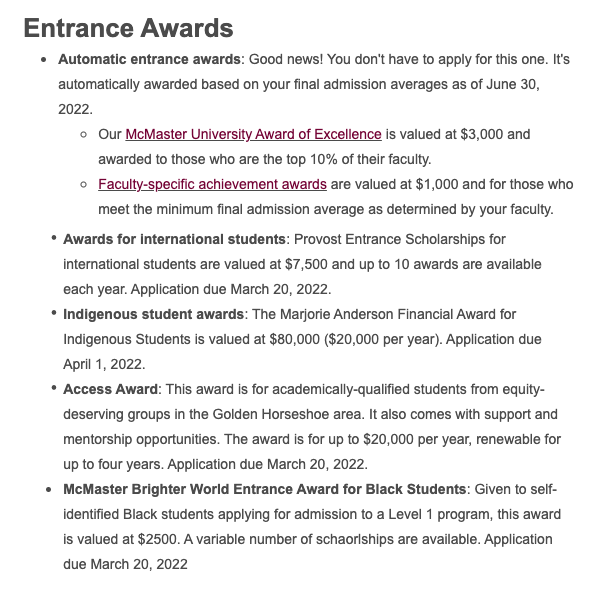 Entrance Awards
• Automatic entrance awards: Good news! You don't have to apply for this one. It's
automatically awarded based on your final admission averages as of June 30,
2022.
○ Our McMaster University Award of Excellence is valued at $3,000 and
awarded to those who are the top 10% of their faculty.
○ Faculty-specific achievement awards are valued at $1,000 and for those who
meet the minimum final admission average as determined by your faculty.
• Awards for international students: Provost Entrance Scholarships for
international students are valued at $7,500 and up to 10 awards are available
each year. Application due March 20, 2022.
• Indigenous student awards: The Marjorie Anderson Financial Award for
Indigenous Students is valued at $80,000 ($20,000 per year). Application due
April 1, 2022.
• Access Award: This award is for academically-qualified students from equity-
deserving groups in the Golden Horseshoe area. It also comes with support and
mentorship opportunities. The award is for up to $20,000 per year, renewable for
up to four years. Application due March 20, 2022.
• McMaster Brighter World Entrance Award for Black Students: Given to self-
identified Black students applying for admission to a Level 1 program, this award
is valued at $2500. A variable number of schaorlships are available. Application
due March 20, 2022